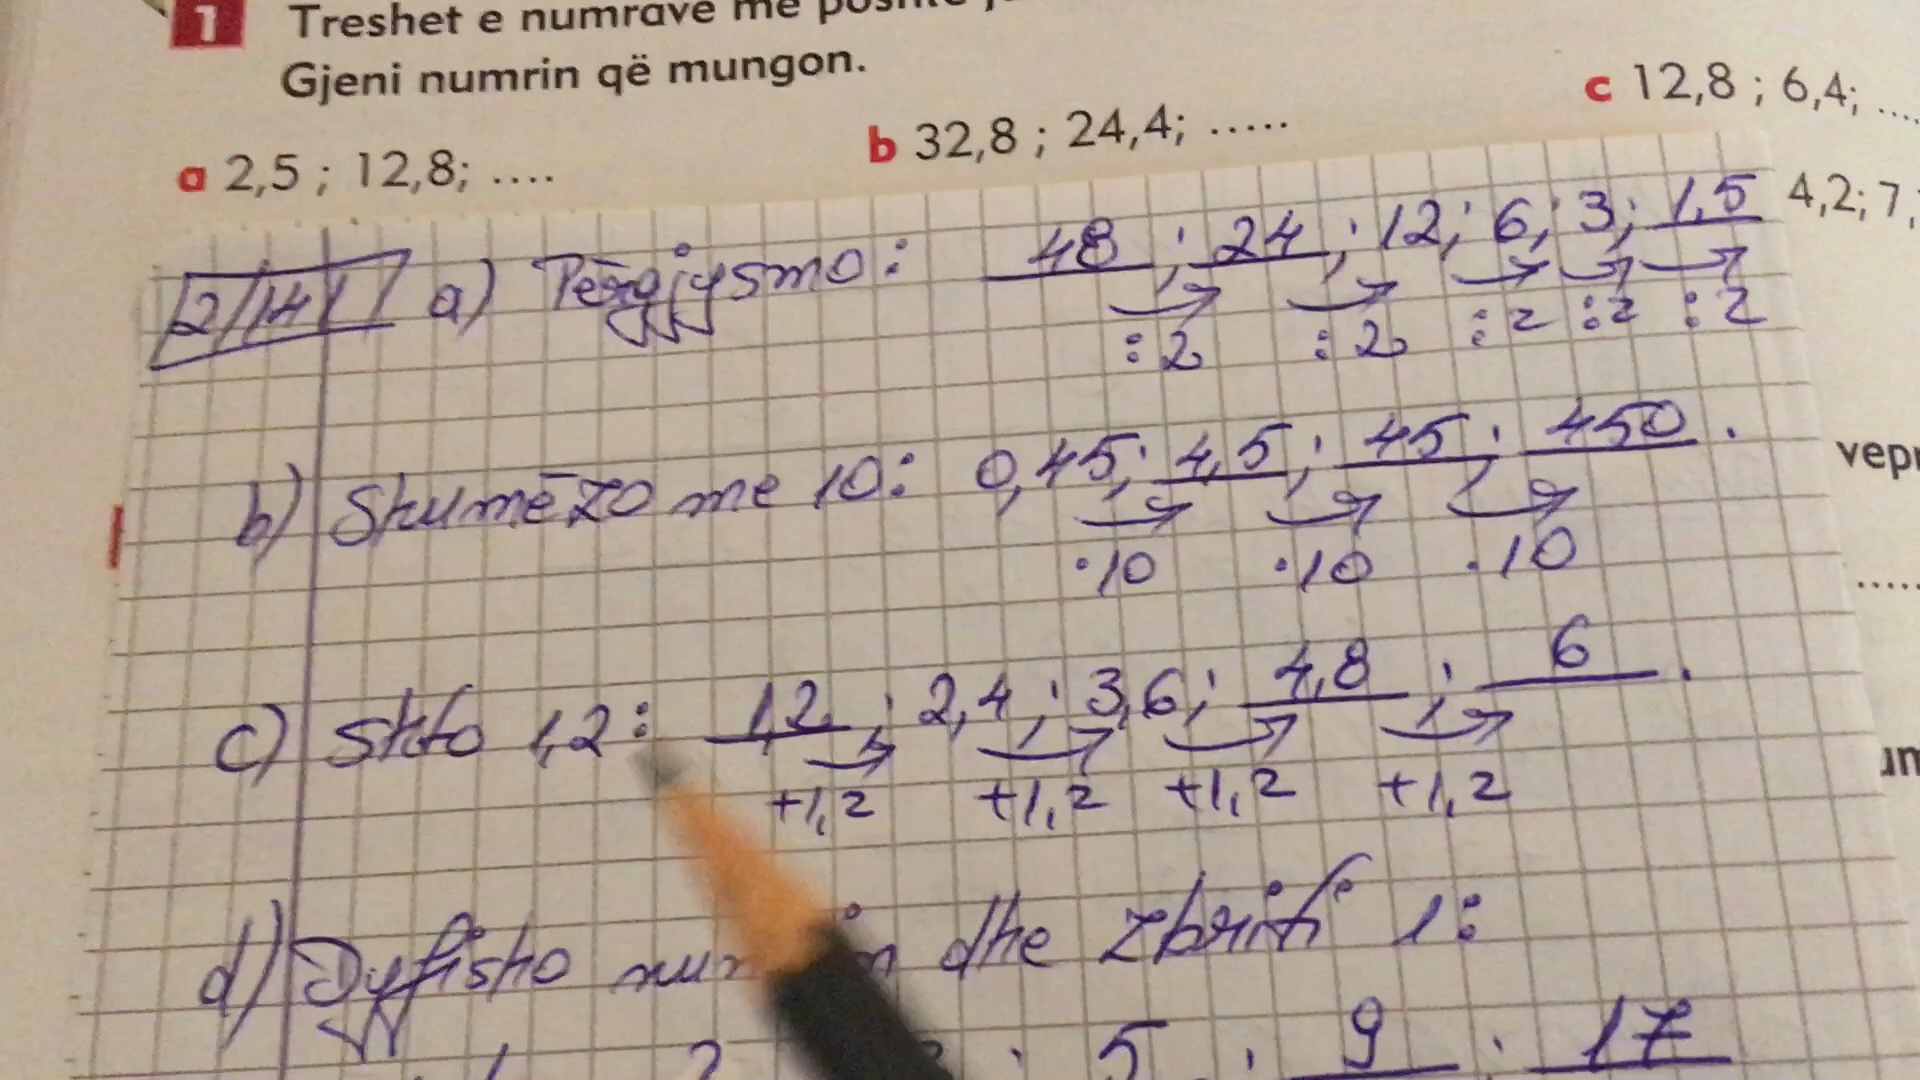 1 Treshet e numrave më poshtë
Gjeni numrin që mungon.
a 2,5 ; 12,8; ....
b 32,8 ; 24,4; .....
c 12,8 ; 6,4; ....
4,2; 7,
2/141 a) Përgjysmo: 48 ; 24 ; 12; 6; 3; 1,5
:2 :2 :2 :2 :2
b) Shumëzo me 10: 0,45; 4,5 ; 45 ; 450 .
·10 ·10 ·10
c) Shto 1,2: 1,2 ; 2,4 ; 3,6; 4,8 ; 6 .
+1,2 +1,2 +1,2 +1,2
d) Dyfisho dhe zbrit 1:
5 ; 9 ; 17